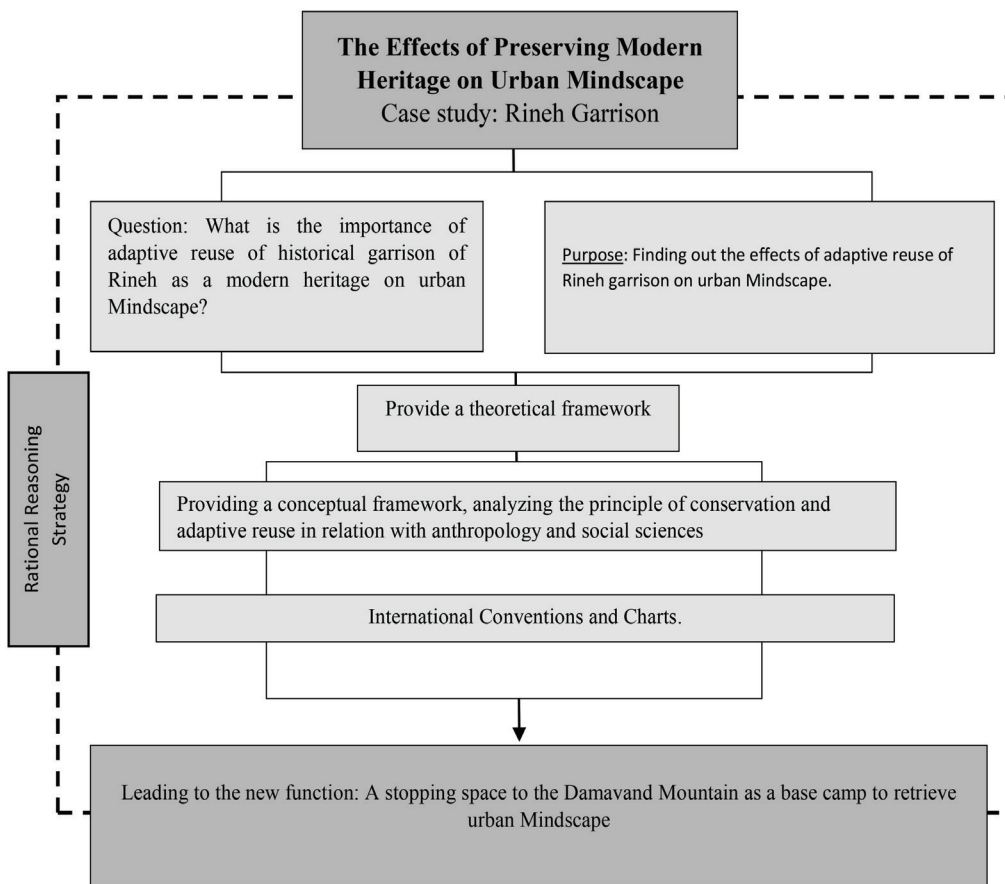 The Effects of Preserving Modern
Heritage on Urban Mindscape
Case study: Rineh Garrison
Question: What is the importance of
adaptive reuse of historical garrison of
Rineh as a modern heritage on urban
Mindscape?
Purpose: Finding out the effects of adaptive reuse of
Rineh garrison on urban Mindscape.
Rational Reasoning
Strategy
Provide a theoretical framework
Providing a conceptual framework, analyzing the principle of conservation and
adaptive reuse in relation with anthropology and social sciences
International Conventions and Charts.
Leading to the new function: A stopping space to the Damavand Mountain as a base camp to retrieve
urban Mindscape